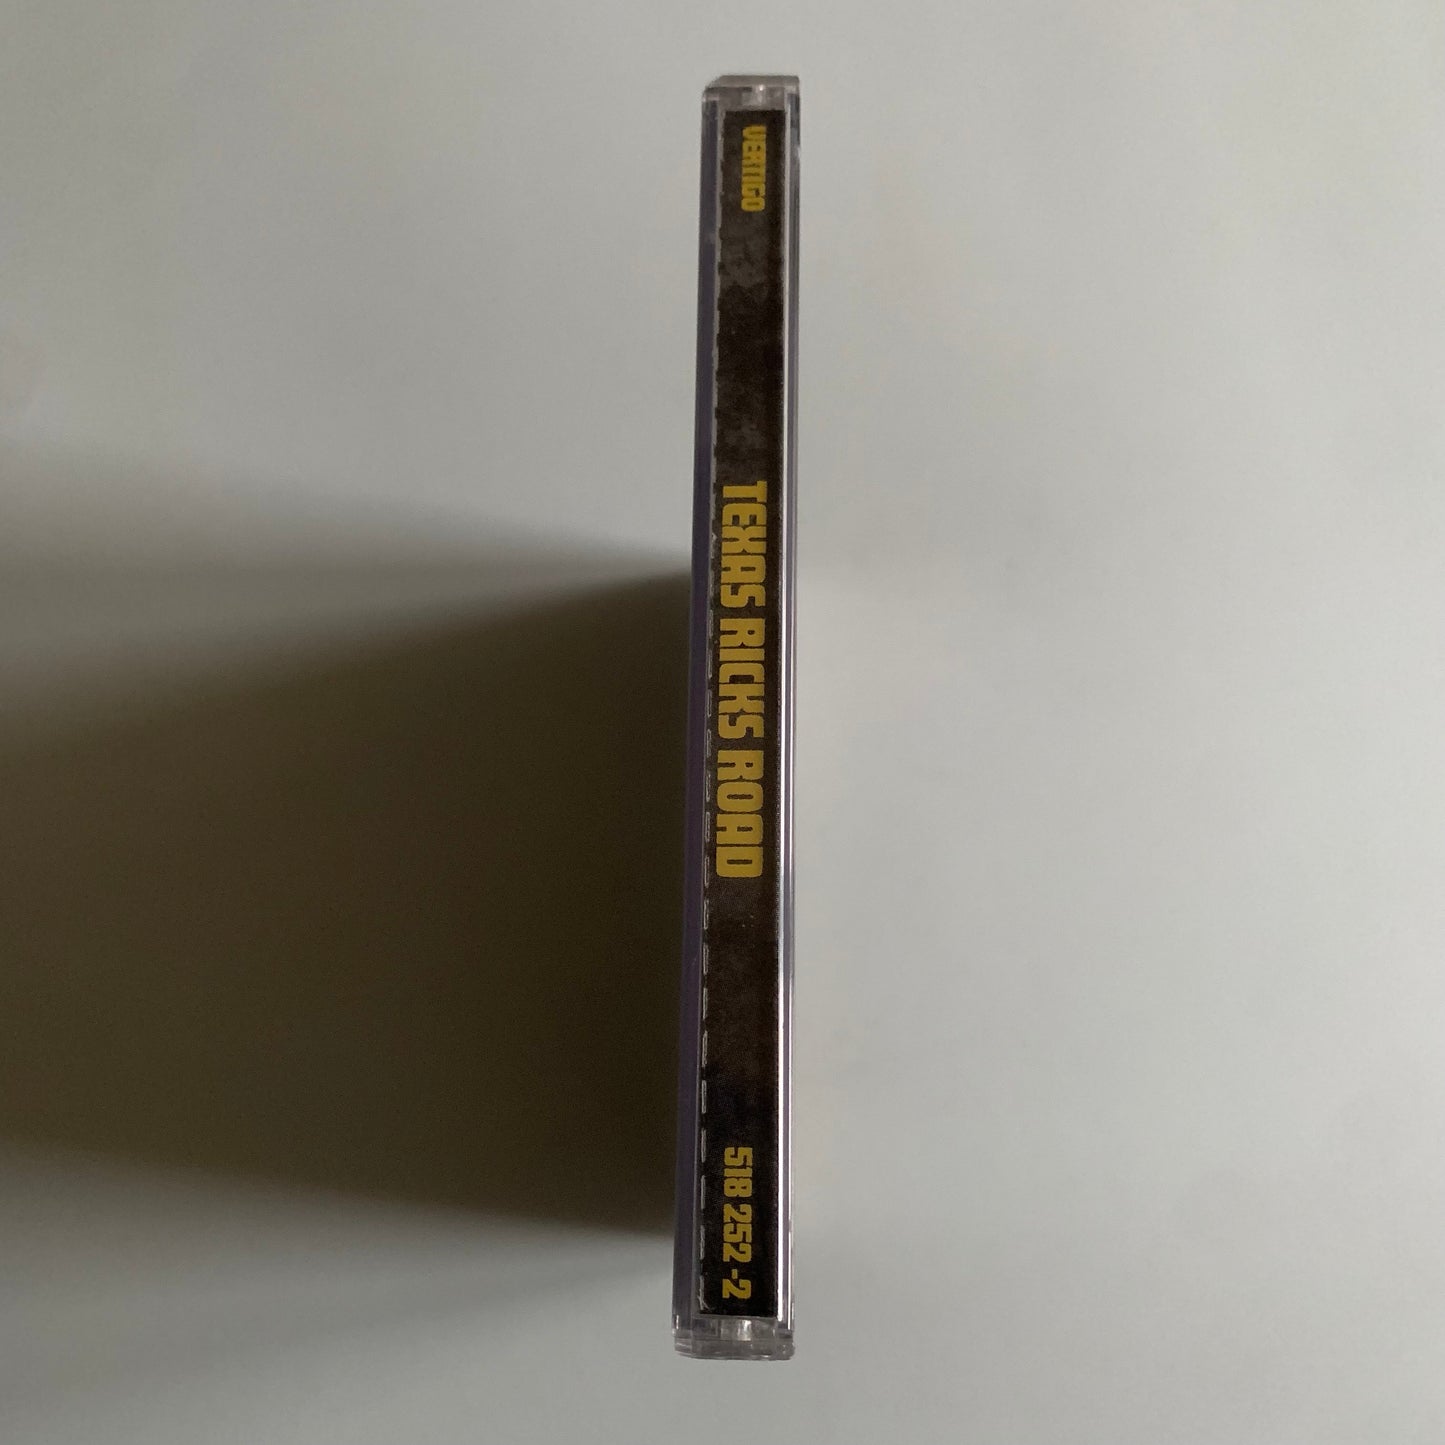 VERTIGO
TEXAS RICKS ROAD
518 252-2